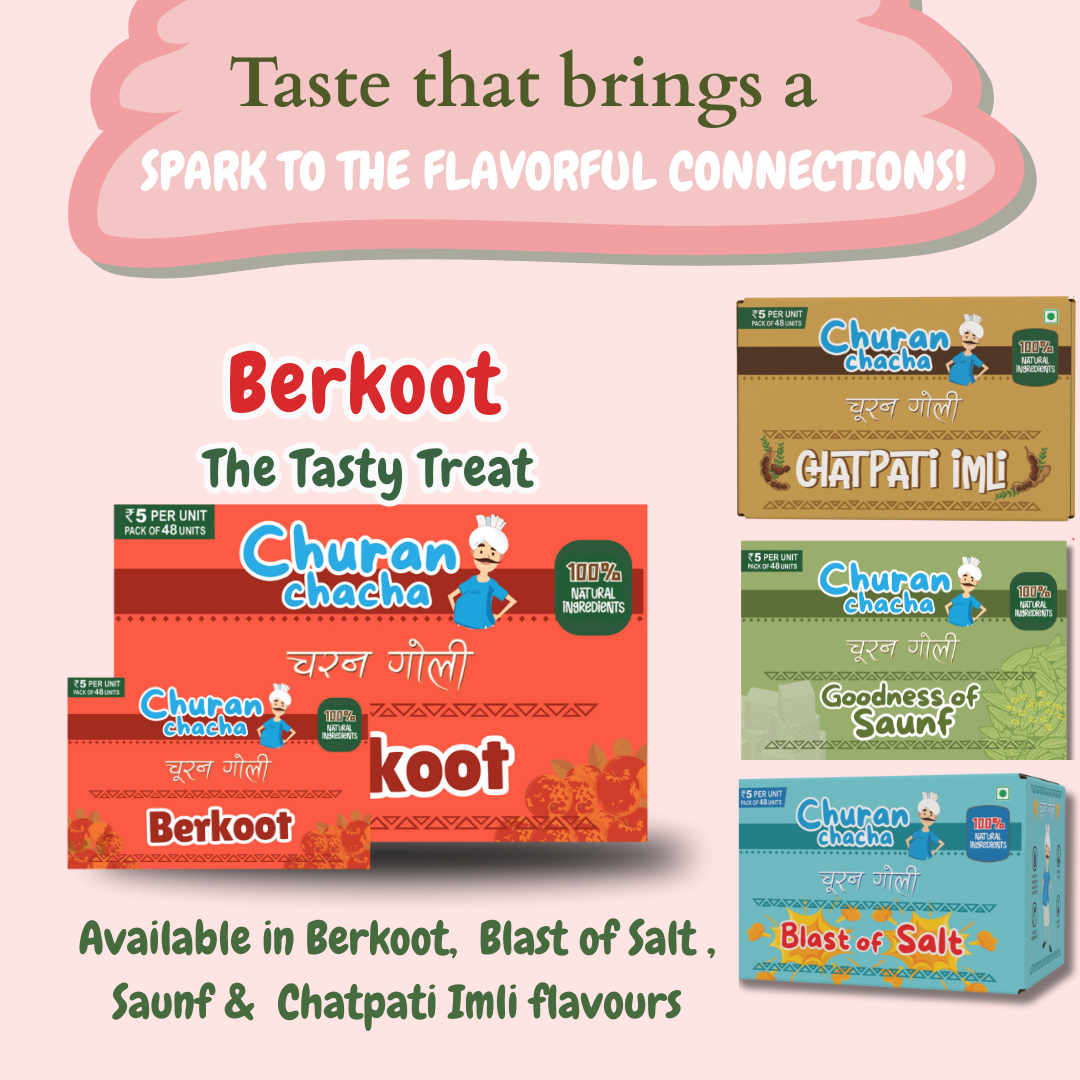 Taste that brings a
SPARK TO THE FLAVORFUL CONNECTIONS!
Berkoot
The Tasty Treat
₹5 PER UNIT
PACK OF 48 UNITS
Churan
chacha
100%
NATURAL
INGREDIENTS
चरन गोली
koot
₹5 PER UNIT
PACK OF 48 UNITS
Churan
chacha
100%
NATURAL
INGREDIENTS
चूरन गोली
Berkoot
Available in Berkoot, Blast of Salt ,
Saunf & Chatpati Imli flavours
₹5 PER UNIT
PACK OF 48 UNITS
Churan
chacha
100%
NATURAL
INGREDIENTS
चूरन गोली
CHATPATI IMLI
₹5 PER UNIT
PACK OF 48 UNITS
Churan
chacha
100%
NATURAL
INGREDIENTS
चूरन गोली
Goodness of
Saunf
₹5 PER UNIT
PACK OF 48 UNITS
Churan
chacha
100%
NATURAL
INGREDIENTS
चूरन गोली
Blast of Salt